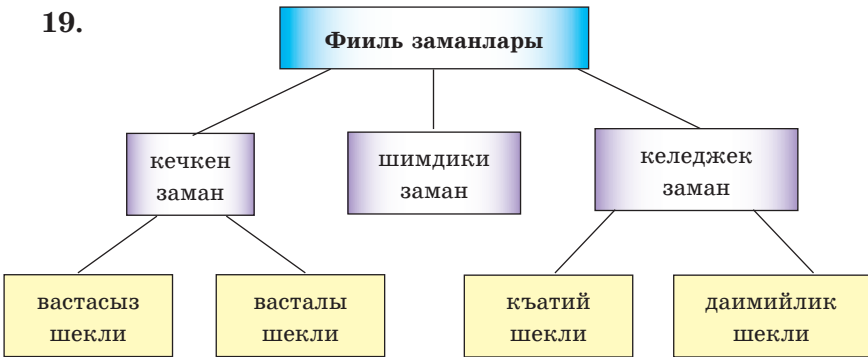 19.
Фииль заманлары
кечкен
заман
шимдики
заман
келеджек
заман
вастасыз
шекли
васталы
шекли
къатий
шекли
даимийлик
шекли